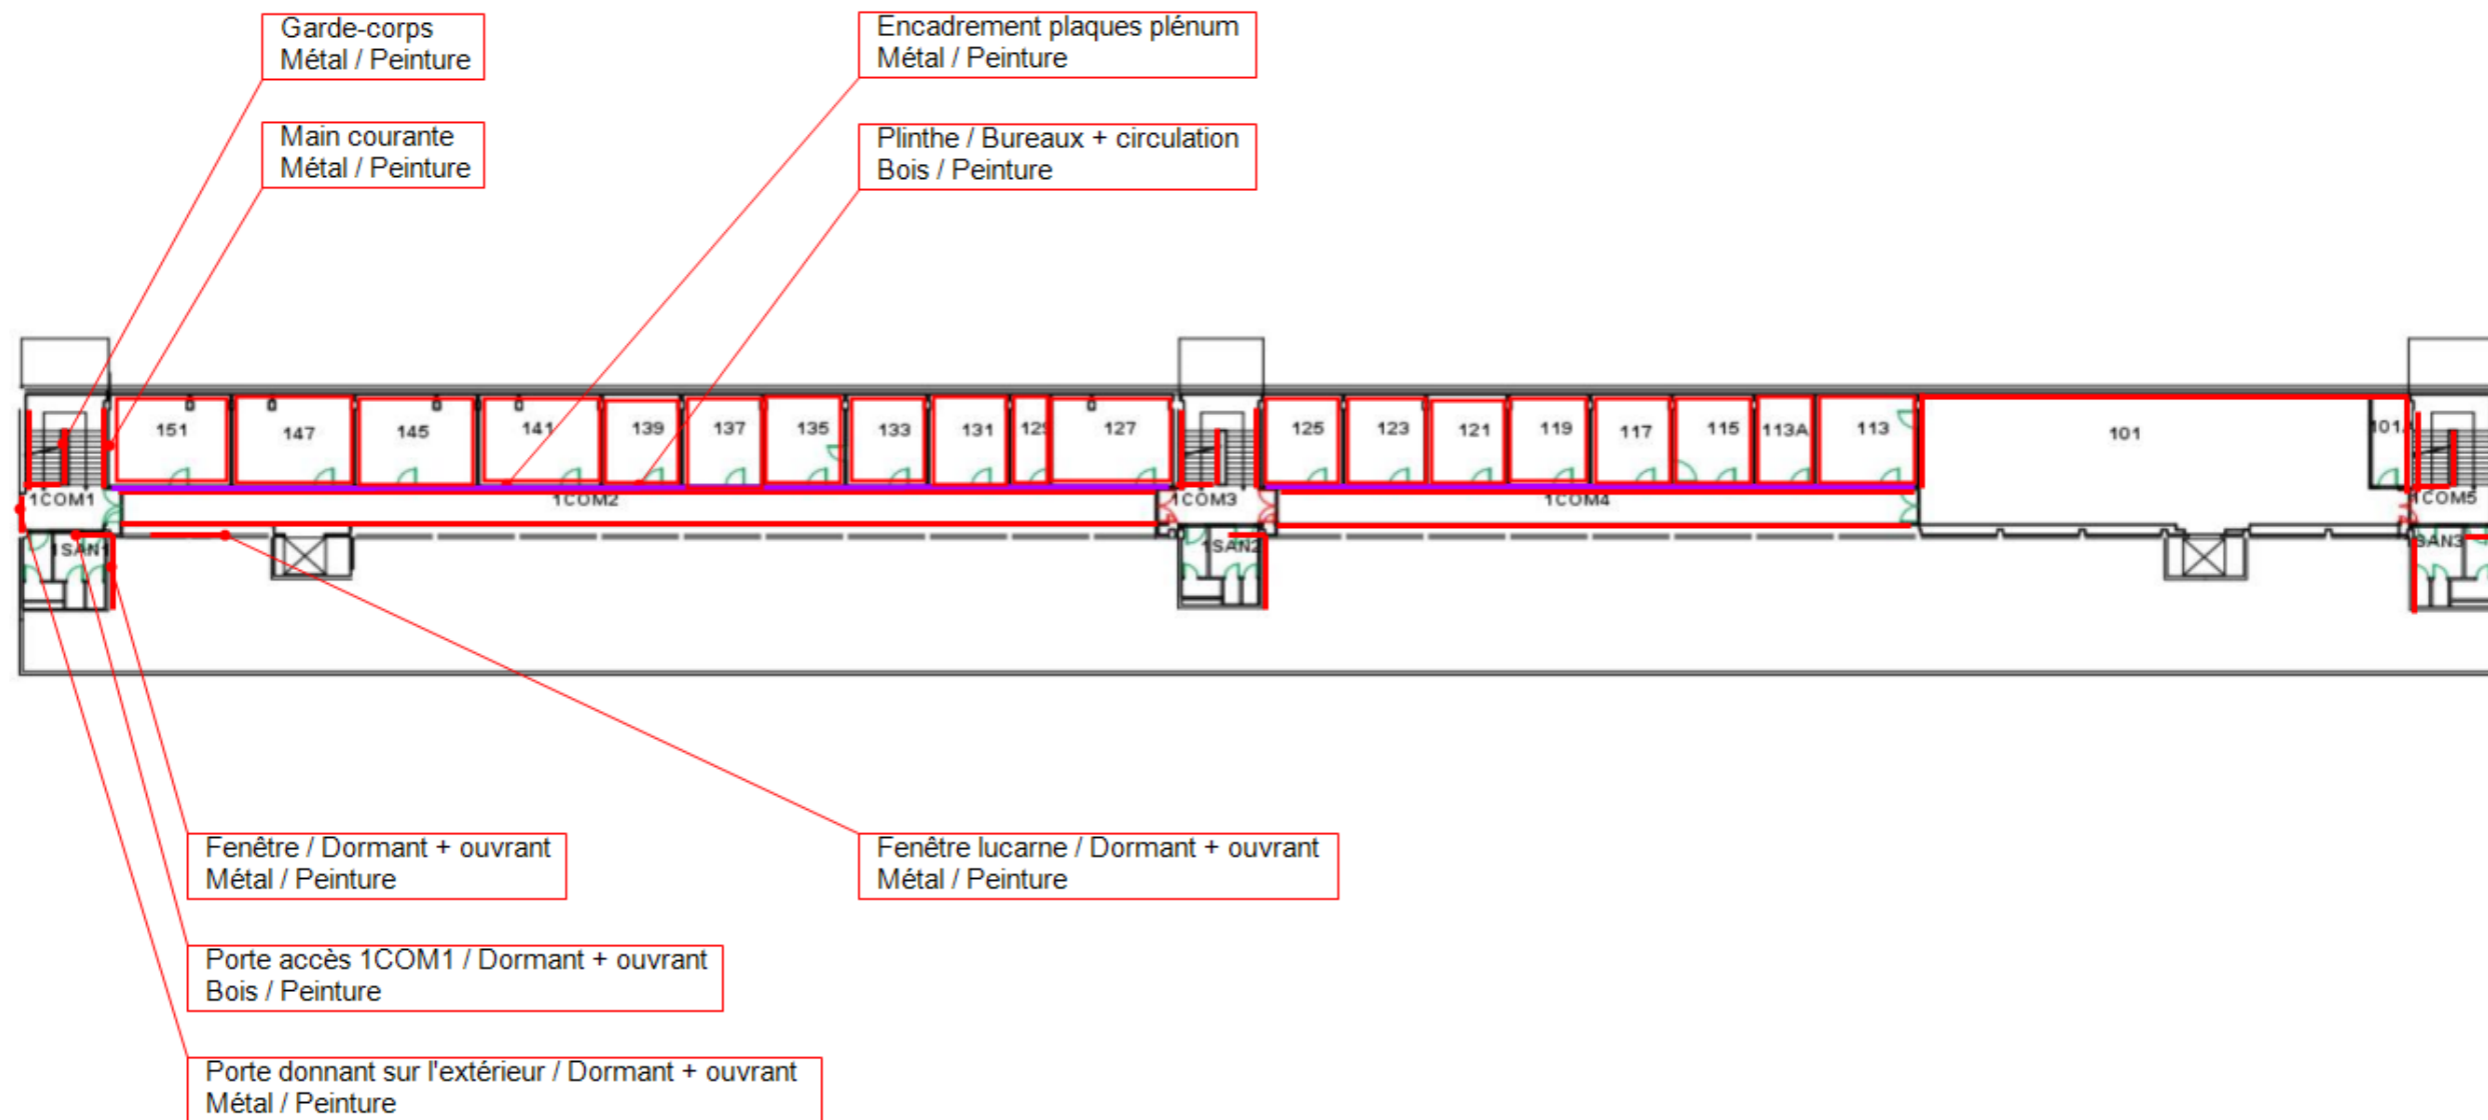 Garde-corps
Métal / Peinture
Encadrement plaques plénum
Métal / Peinture
Main courante
Métal / Peinture
Plinthe / Bureaux + circulation
Bois / Peinture
151
147
145
141
139
137
135
133
131
129
127
125
123
121
119
117
115
113A
113
101
101A
1COM1
1COM2
1COM3
1COM4
1COM5
1SAN1
1SAN2
1SAN3
Fenêtre / Dormant + ouvrant
Métal / Peinture
Fenêtre lucarne / Dormant + ouvrant
Métal / Peinture
Porte accès 1COM1 / Dormant + ouvrant
Bois / Peinture
Porte donnant sur l'extérieur / Dormant + ouvrant
Métal / Peinture